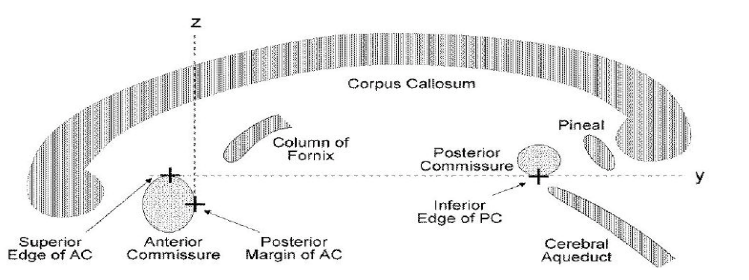 z
Corpus Callosum
Column of
Fornix
Pineal
Posterior
Commissure
y
Inferior
Edge of PC
Superior
Edge of AC
Anterior
Commissure
Posterior
Margin of AC
Cerebral
Aqueduct